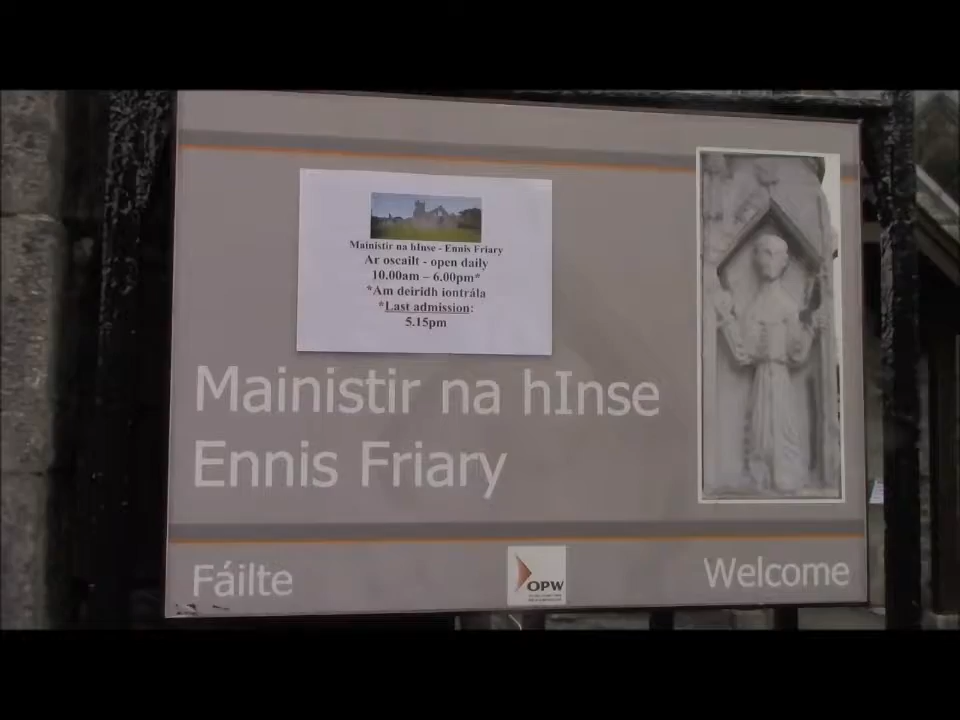 Mainistir na hInse - Ennis Friary
Ar oscailt - open daily
10.00am – 6.00pm*
*Am deiridh iontrála
*Last admission:
5.15pm
Mainistir na hInse
Ennis Friary
Fáilte
OPW
Welcome